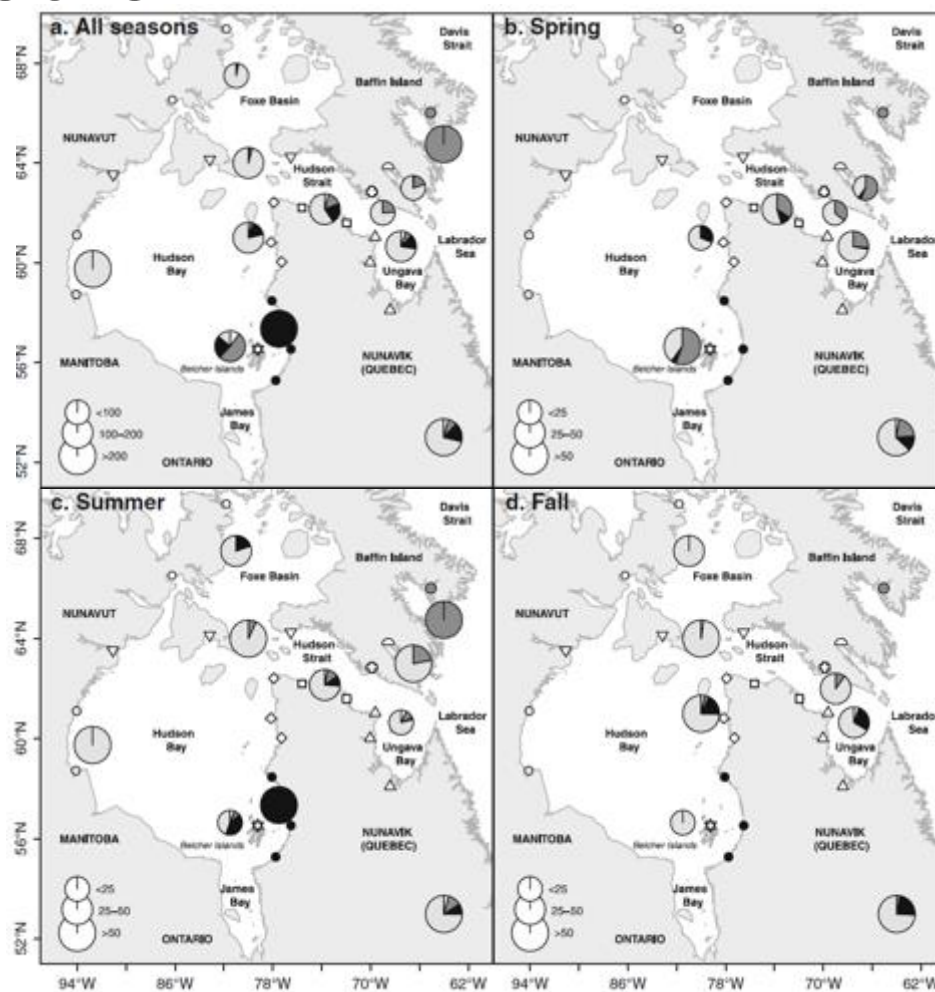 a. All seasons
Davis
Strait
68°N
Baffin Island
Foxe Basin
NUNAVUT
64°N
Hudson
Strait
Labrador
Sea
60°N
Hudson
Bay
Ungava
Bay
MANITOBA
Belcher Islands
NUNAVIK
(QUEBEC)
56°N
<100
James
Bay
100–200
>200
52°N
ONTARIO
b. Spring
Davis
Strait
Baffin Island
Foxe Basin
NUNAVUT
Hudson
Strait
Labrador
Sea
Hudson
Bay
Ungava
Bay
MANITOBA
Belcher Islands
NUNAVIK
(QUEBEC)
<25
James
Bay
25–50
>50
ONTARIO
c. Summer
Davis
Strait
68°N
Baffin Island
Foxe Basin
NUNAVUT
64°N
Hudson
Strait
Labrador
Sea
60°N
Hudson
Bay
Ungava
Bay
MANITOBA
Belcher Islands
NUNAVIK
(QUEBEC)
56°N
<25
James
Bay
25–50
>50
52°N
ONTARIO
94°W 86°W 78°W 70°W 62°W
d. Fall
Davis
Strait
Baffin Island
Foxe Basin
NUNAVUT
Hudson
Strait
Labrador
Sea
Hudson
Bay
Ungava
Bay
MANITOBA
Belcher Islands
NUNAVIK
(QUEBEC)
<25
James
Bay
25–50
>50
ONTARIO
94°W 86°W 78°W 70°W 62°W